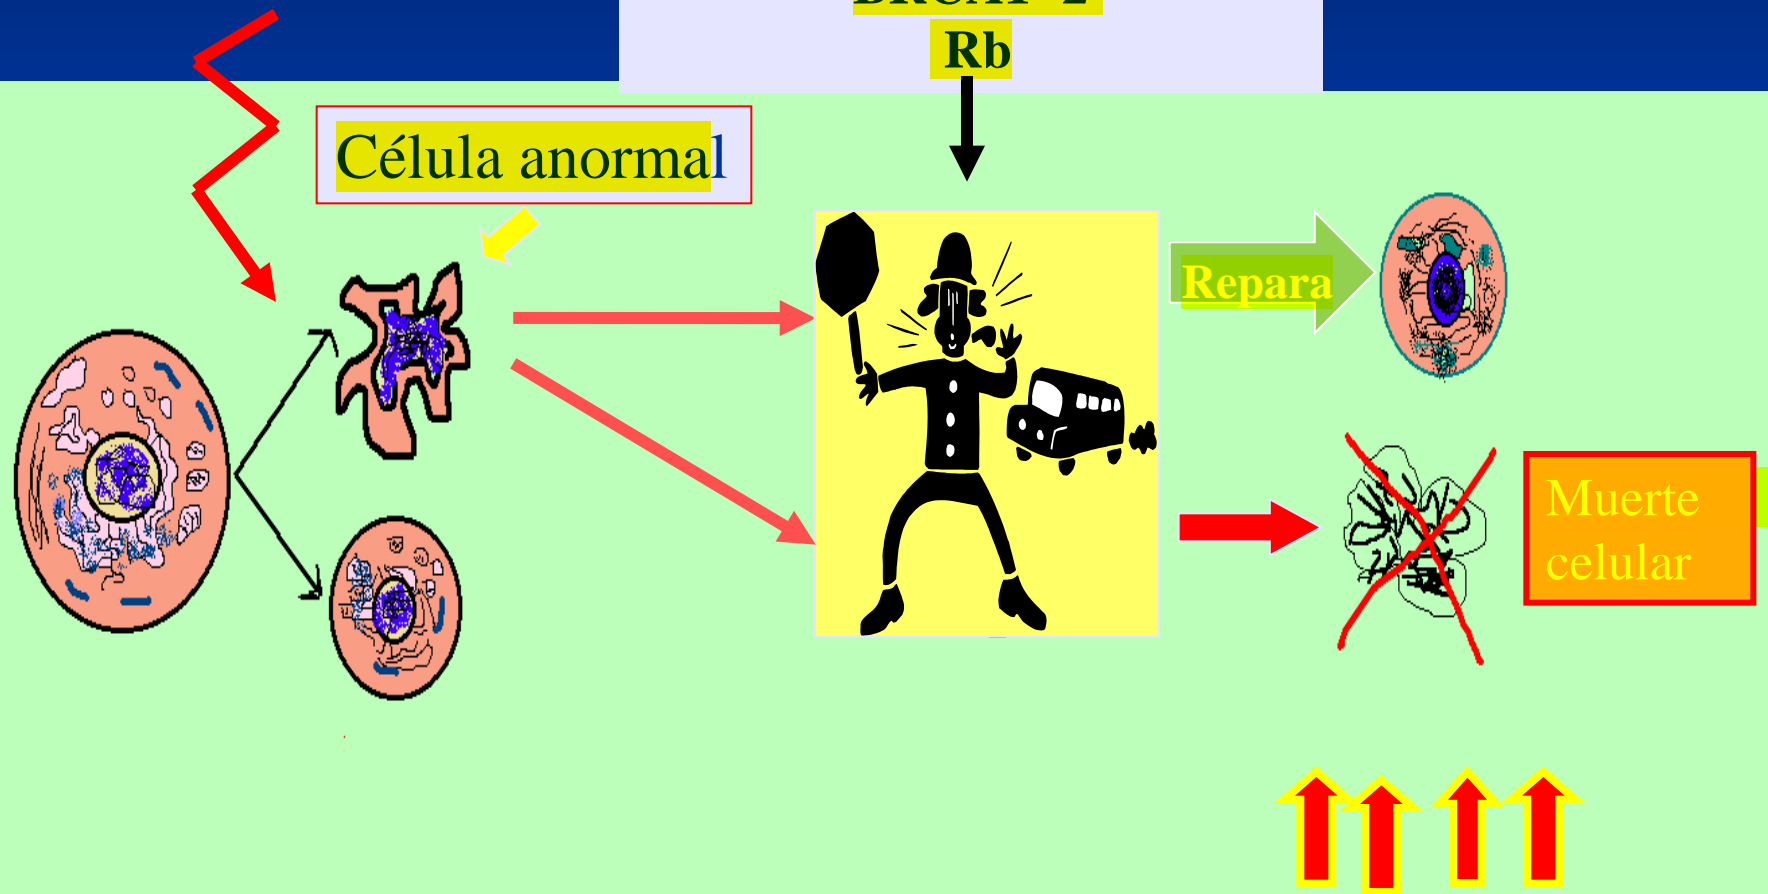 Rb
Célula anormal
Repara
Muerte
celular